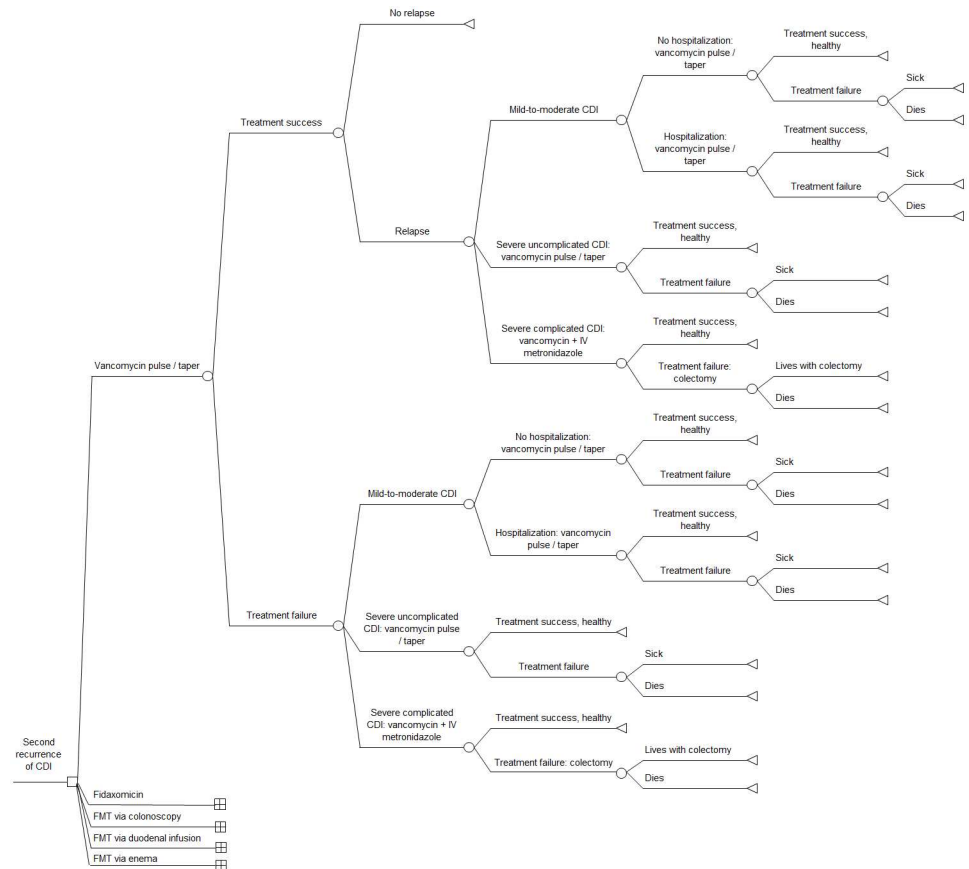 No relapse
No hospitalization:
vancomycin pulse /
taper
Treatment success,
healthy
Treatment failure
Sick
Dies
Treatment success
Mild-to-moderate CDI
Hospitalization:
vancomycin pulse /
taper
Treatment success,
healthy
Treatment failure
Sick
Dies
Relapse
Severe uncomplicated CDI:
vancomycin pulse / taper
Treatment success,
healthy
Treatment failure
Sick
Dies
Severe complicated CDI:
vancomycin + IV
metronidazole
Treatment success,
healthy
Treatment failure:
colectomy
Lives with colectomy
Dies
Vancomycin pulse / taper
No hospitalization:
vancomycin pulse / taper
Treatment success,
healthy
Treatment failure
Sick
Dies
Mild-to-moderate CDI
Hospitalization: vancomycin
pulse / taper
Treatment success,
healthy
Treatment failure
Sick
Dies
Treatment failure
Severe uncomplicated
CDI: vancomycin pulse
/ taper
Treatment success, healthy
Treatment failure
Sick
Dies
Severe complicated
CDI: vancomycin + IV
metronidazole
Treatment success, healthy
Treatment failure: colectomy
Lives with colectomy
Dies
Second
recurrence
of CDI
Fidaxomicin
FMT via colonoscopy
FMT via duodenal infusion
FMT via enema